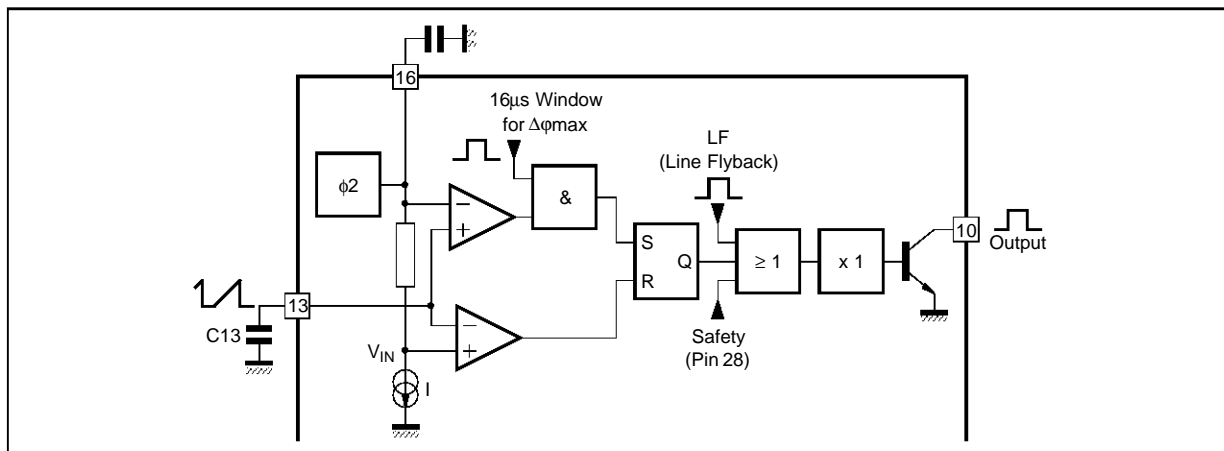 16
16μs Window
for Δφmax
LF
(Line Flyback)
ϕ2
−
+
&
S
Q
R
≥ 1
x 1
10
Output
13
C13
−
+
VIN
I
Safety
(Pin 28)